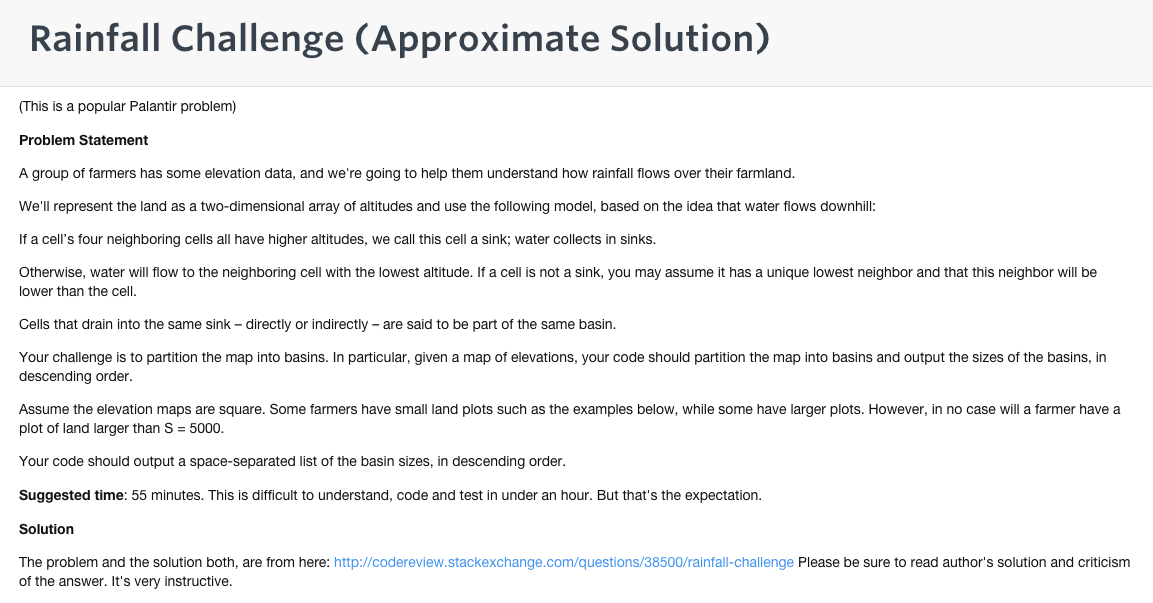 Rainfall Challenge (Approximate Solution)
(This is a popular Palantir problem)
Problem Statement
A group of farmers has some elevation data, and we're going to help them understand how rainfall flows over their farmland.
We'll represent the land as a two-dimensional array of altitudes and use the following model, based on the idea that water flows downhill:
If a cell's four neighboring cells all have higher altitudes, we call this cell a sink; water collects in sinks.
Otherwise, water will flow to the neighboring cell with the lowest altitude. If a cell is not a sink, you may assume it has a unique lowest neighbor and that this neighbor will be
lower than the cell.
Cells that drain into the same sink – directly or indirectly – are said to be part of the same basin.
Your challenge is to partition the map into basins. In particular, given a map of elevations, your code should partition the map into basins and output the sizes of the basins, in
descending order.
Assume the elevation maps are square. Some farmers have small land plots such as the examples below, while some have larger plots. However, in no case will a farmer have a
plot of land larger than S = 5000.
Your code should output a space-separated list of the basin sizes, in descending order.
Suggested time: 55 minutes. This is difficult to understand, code and test in under an hour. But that's the expectation.
Solution
The problem and the solution both, are from here: http://codereview.stackexchange.com/questions/38500/rainfall-challenge Please be sure to read author's solution and criticism
of the answer. It's very instructive.